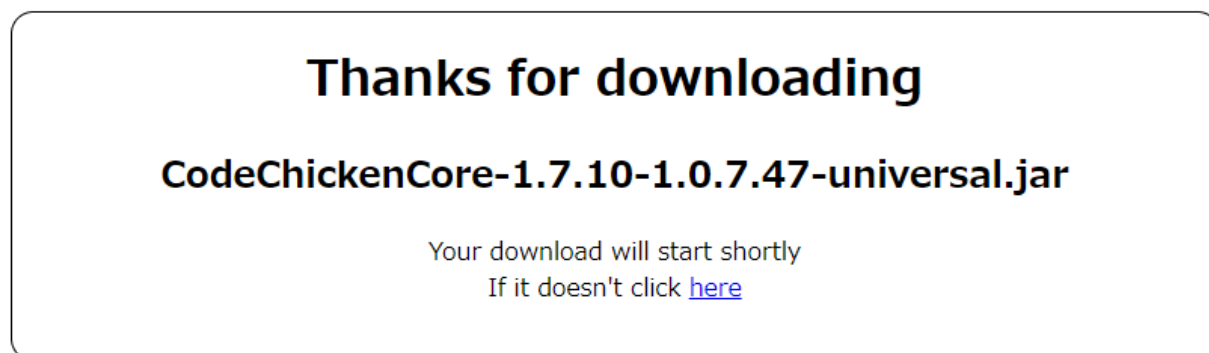 Thanks for downloading
CodeChickenCore-1.7.10-1.0.7.47-universal.jar
Your download will start shortly
If it doesn't click here